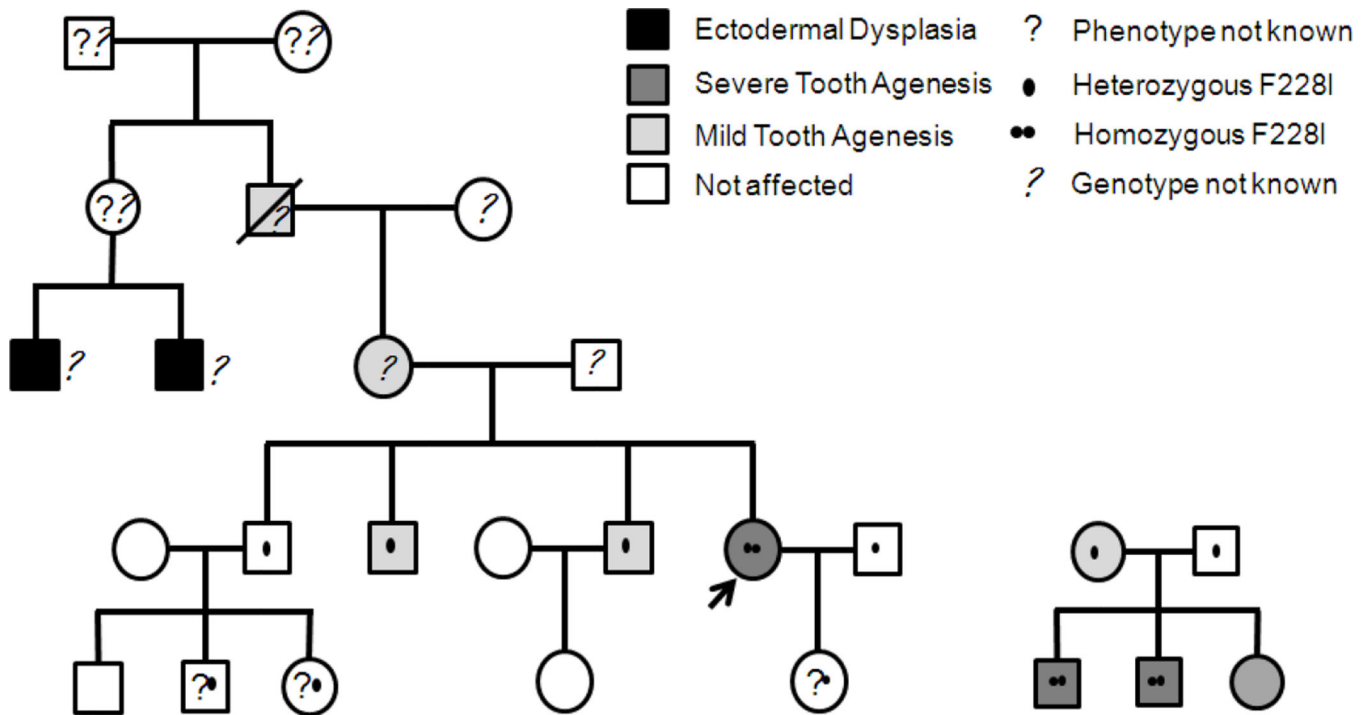 ?? ?? Ectodermal Dysplasia ? Phenotype not known
Severe Tooth Agenesis Heterozygous F228I
Mild Tooth Agenesis Homozygous F228I
Not affected ? Genotype not known
?? ? ?
? ? ? ?
? ? ?